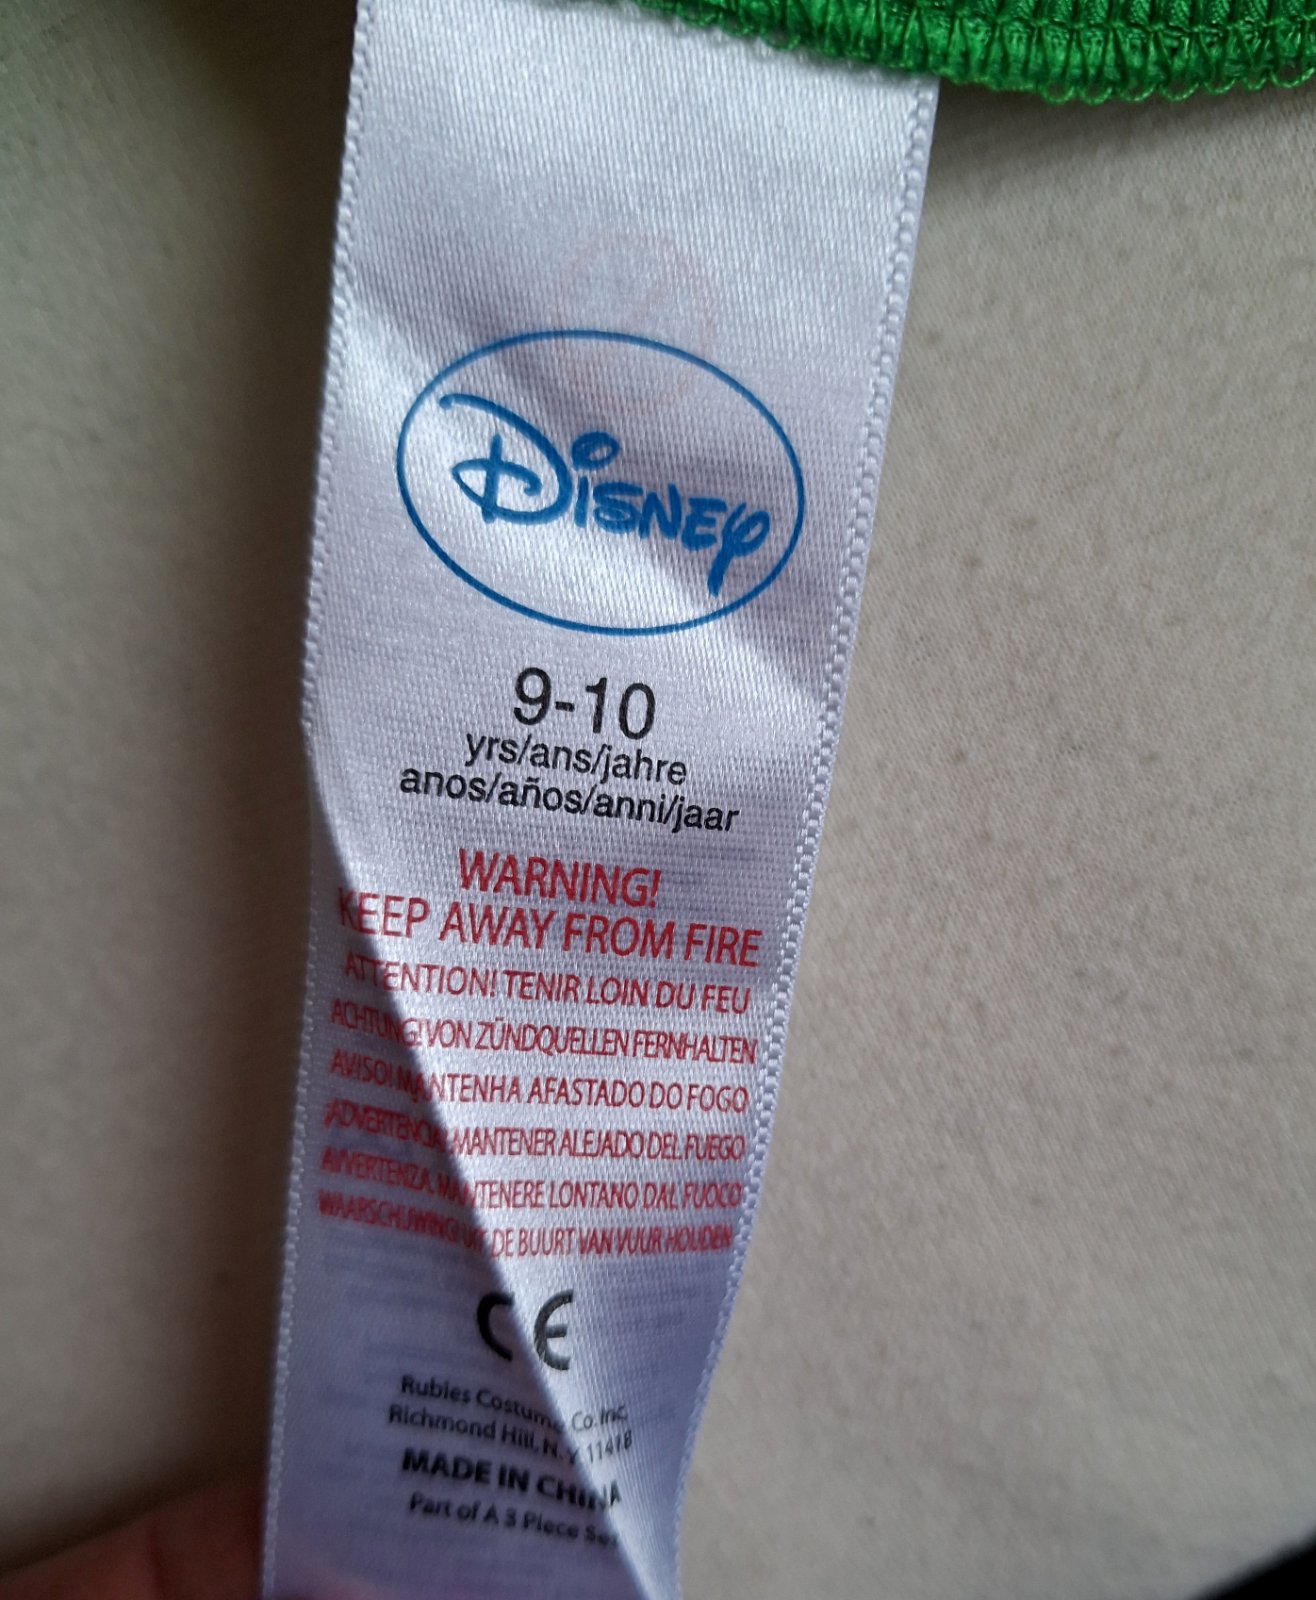 Disney
9-10
yrs/ans/jahre
anos/años/anni/jaar
WARNING!
KEEP AWAY FROM FIRE
ATTENTION! TENIR LOIN DU FEU
ACHTUNG! VON ZÜNDQUELLEN FERNHALTEN
AVISO! MANTENHA AFASTADO DO FOGO
¡ADVERTENCIA! MANTENER ALEJADO DEL FUEGO
AVVERTENZA. MANTENERE LONTANO DAL FUOCO
WAARSCHUWING! UIT DE BUURT VAN VUUR HOUDEN
CE
Rubies Costume Co. Inc.
Richmond Hill, N.Y 11418
MADE IN CHINA
Part of A 3 Piece Set